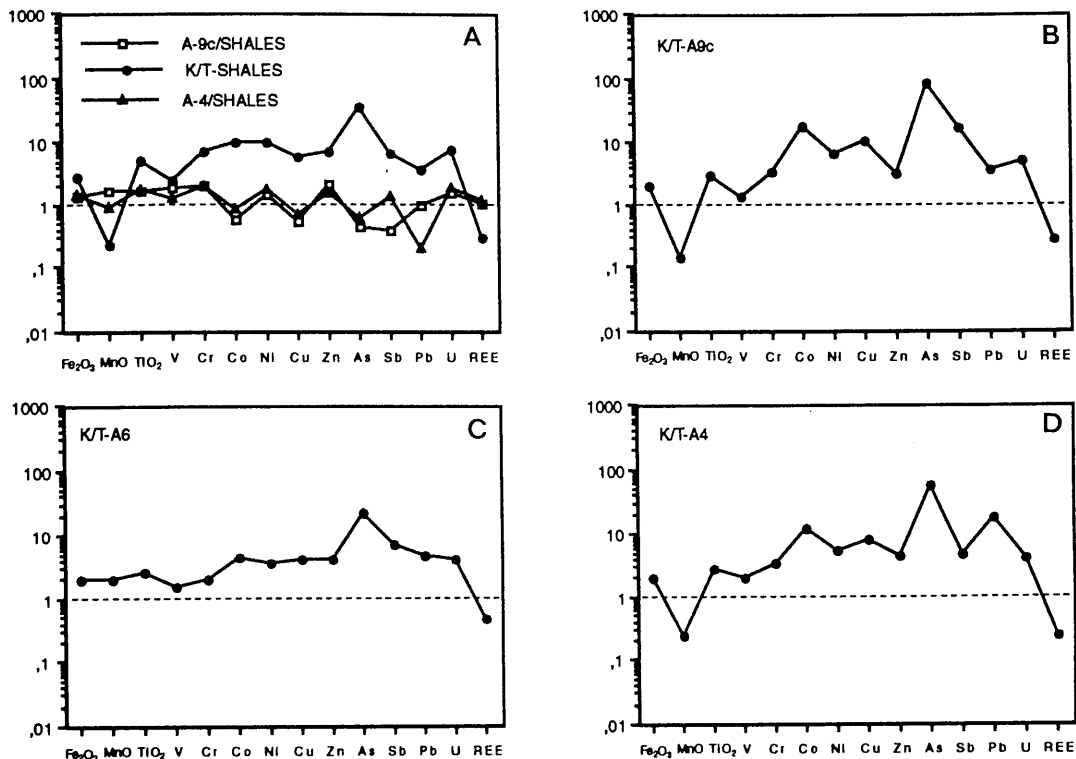 1000
100
10
1
,1
,01
A
A-9c/SHALES
K/T-SHALES
A-4/SHALES
Fe2O3 MnO TIO2 V Cr Co NI Cu Zn As Sb Pb U REE
1000
100
10
1
,1
,01
B
K/T-A9c
Fe2O3 MnO TIO2 V Cr Co NI Cu Zn As Sb Pb U REE
1000
100
10
1
,1
,01
C
K/T-A6
Fe2O3 MnO TIO2 V Cr Co NI Cu Zn As Sb Pb U REE
1000
100
10
1
,1
,01
D
K/T-A4
Fe2O3 MnO TIO2 V Cr Co NI Cu Zn As Sb Pb U REE